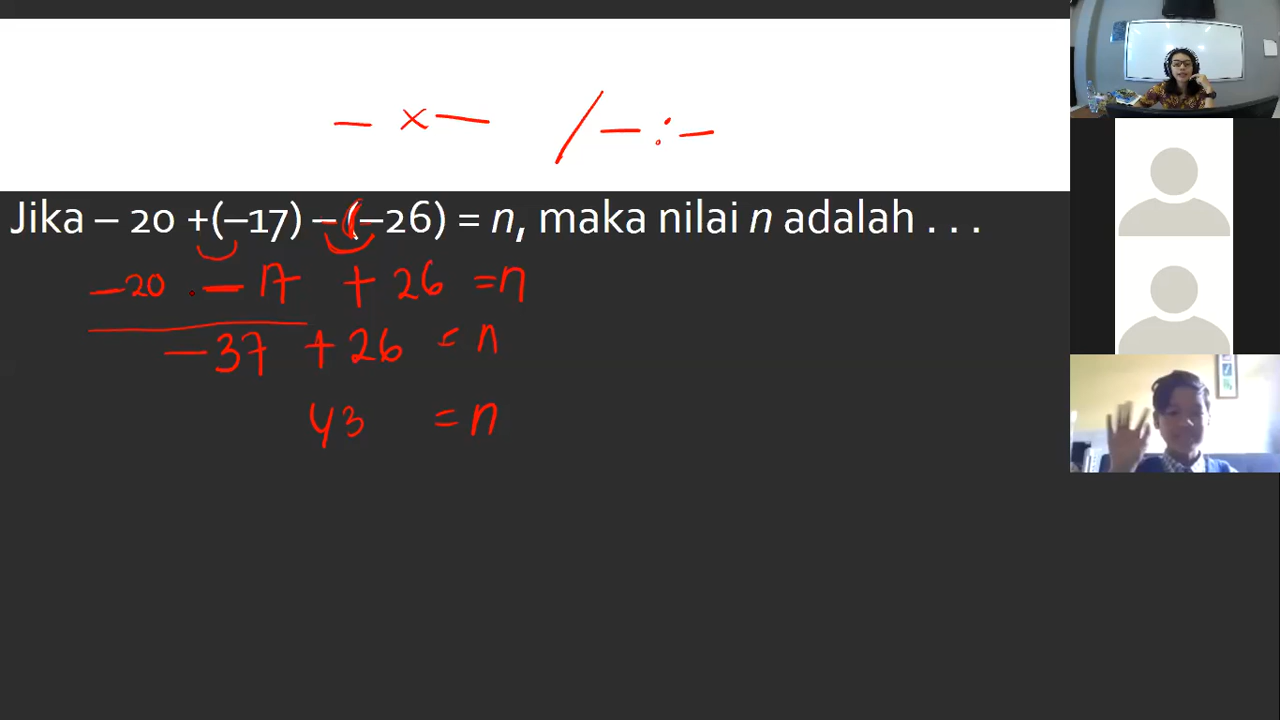 − × − / − : −
Jika – 20 +(–17) – (–26) = n, maka nilai n adalah . . .
−20 − 17 + 26 = n
−37 + 26 = n
43 = n